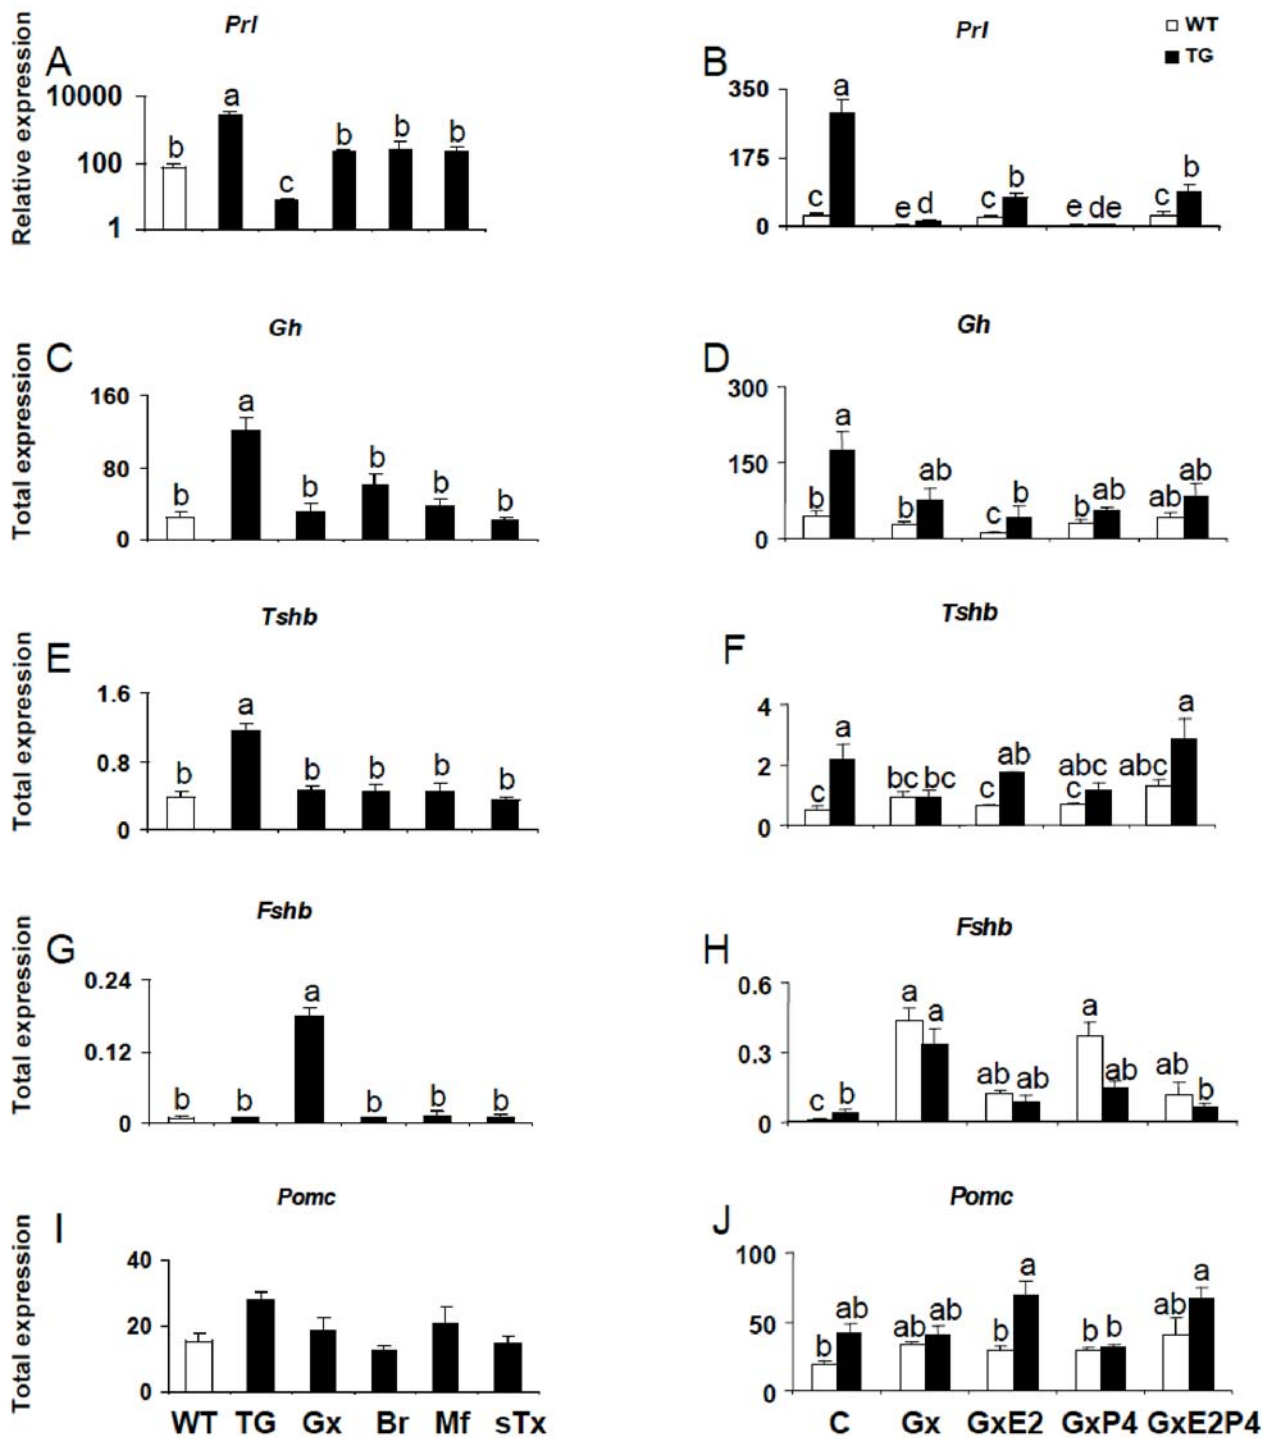 Prl
A
Relative expression
10000
100
1
b
a
c
b
b
b
Prl
WT
TG
B
350
175
0
c
a
e
d
c
b
e
de
c
b
Gh
C
Total expression
160
80
0
b
a
b
b
b
b
Gh
D
300
150
0
b
a
b
ab
c
b
b
ab
ab
ab
Tshb
E
Total expression
1.6
0.8
0
b
a
b
b
b
b
Tshb
F
4
2
0
c
a
bc
bc
c
ab
c
abc
abc
a
Fshb
G
Total expression
0.24
0.12
0
b
b
a
b
b
b
Fshb
H
0.6
0.3
0
c
b
a
a
ab
ab
a
ab
ab
b
Pomc
I
Total expression
40
20
0
WT TG Gx Br Mf sTx
Pomc
J
100
50
0
b
ab
ab
ab
b
a
b
b
ab
a
C Gx GxE2 GxP4 GxE2P4